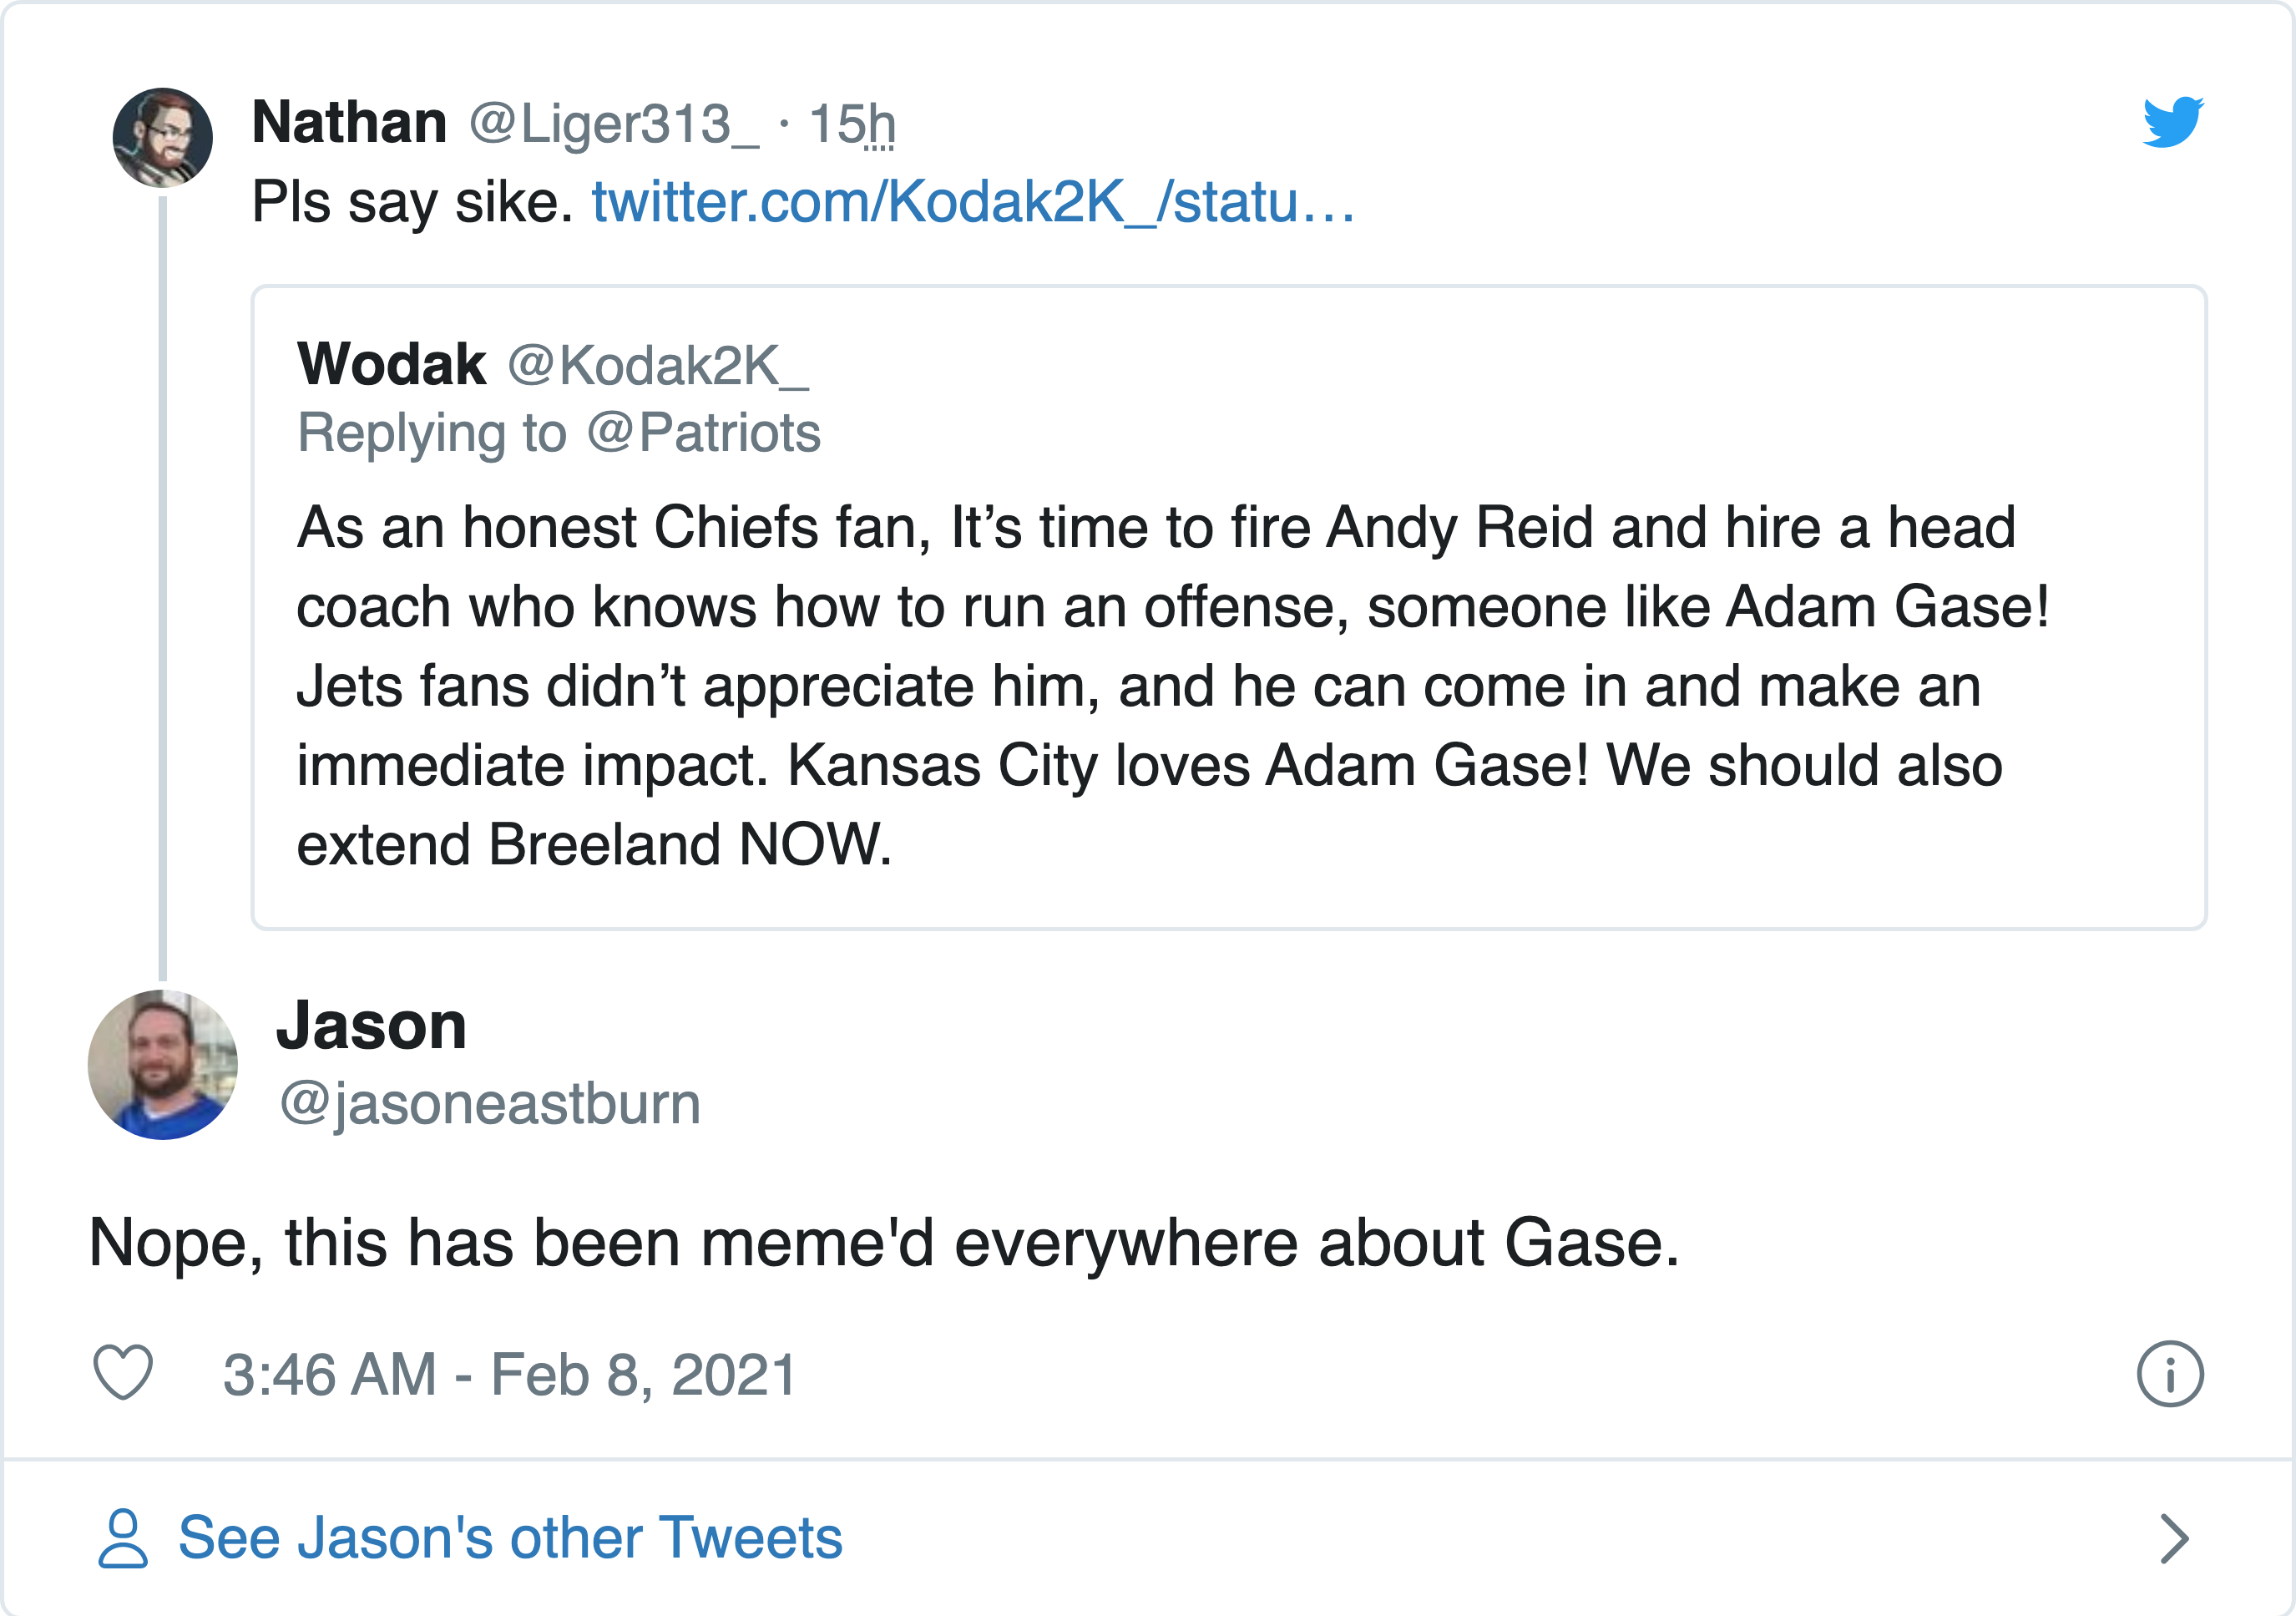 Nathan @Liger313_ · 15h
Pls say sike. twitter.com/Kodak2K_/statu…
Wodak @Kodak2K_
Replying to @Patriots
As an honest Chiefs fan, It’s time to fire Andy Reid and hire a head
coach who knows how to run an offense, someone like Adam Gase!
Jets fans didn’t appreciate him, and he can come in and make an
immediate impact. Kansas City loves Adam Gase! We should also
extend Breeland NOW.
Jason
@jasoneastburn
Nope, this has been meme'd everywhere about Gase.
3:46 AM - Feb 8, 2021
See Jason's other Tweets